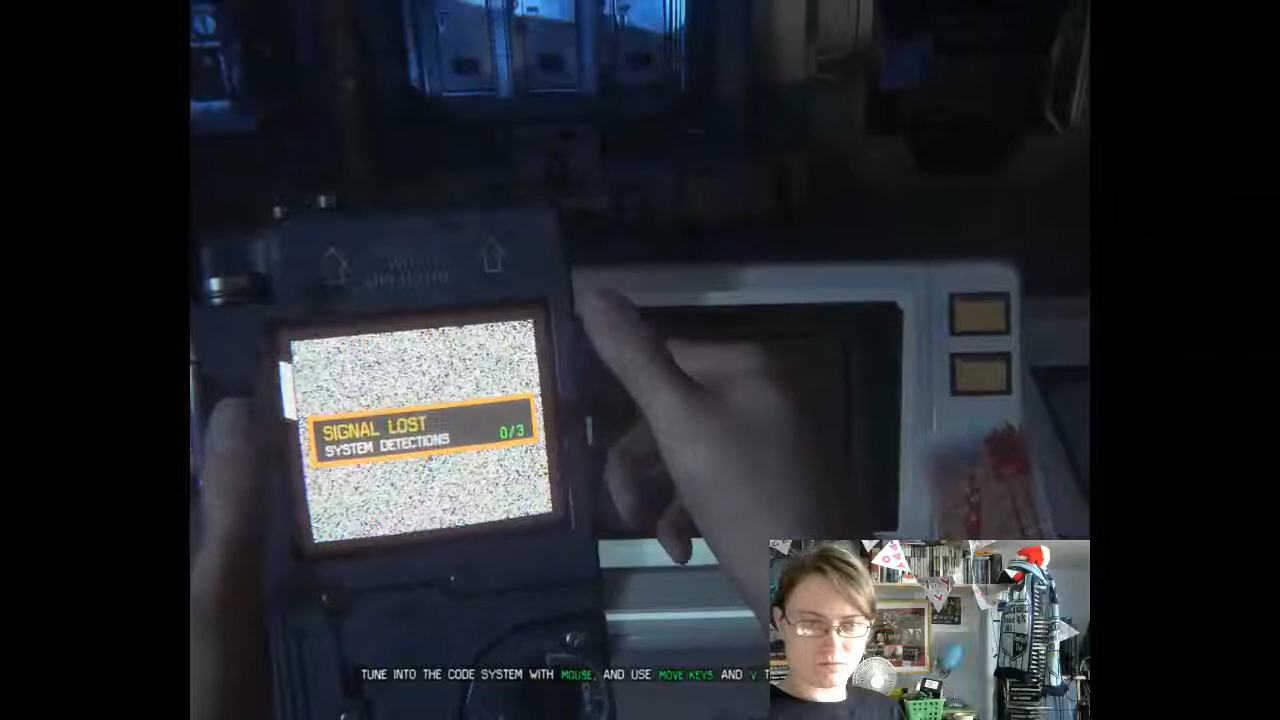 SIGNAL LOST
SYSTEM DETECTIONS 0/3
TUNE INTO THE CODE SYSTEM WITH MOUSE, AND USE MOVE KEYS AND V T